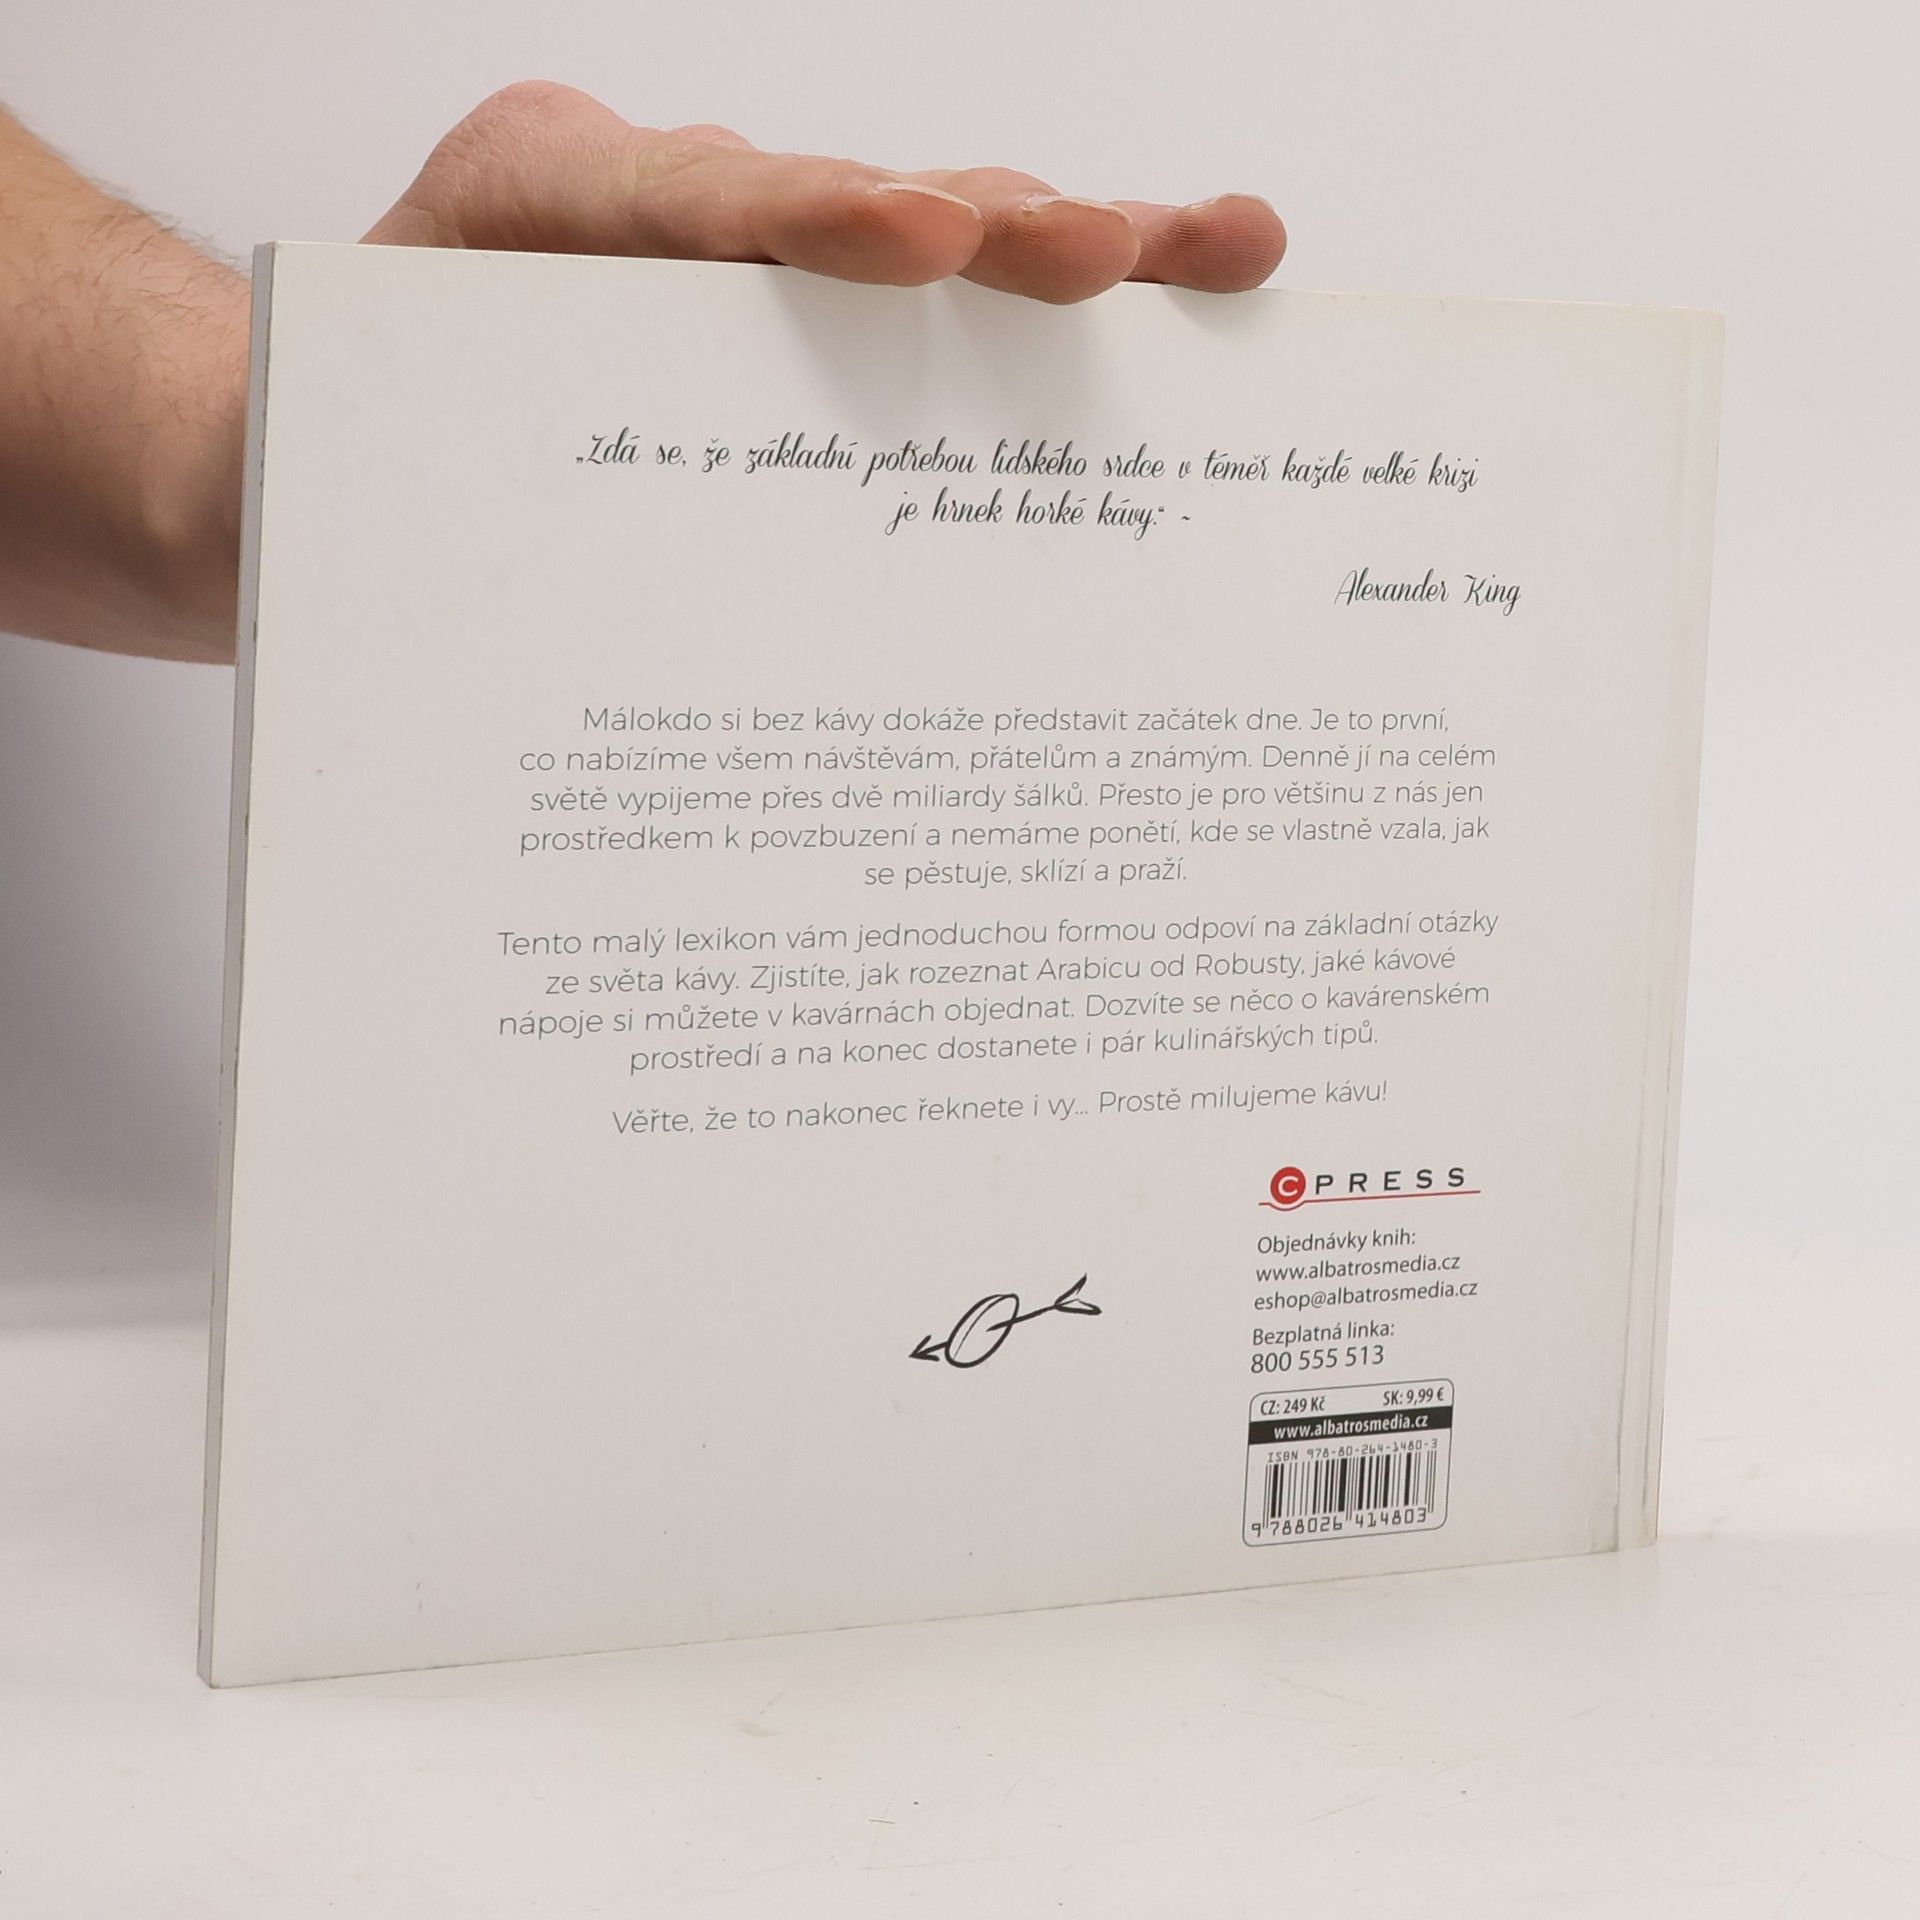 „Zdá se, že základní potřebou lidského srdce v téměř každé velké krizi
je hrnek horké kávy.“ ~
Alexander King
Málokdo si bez kávy dokáže představit začátek dne. Je to první,
co nabízíme všem návštěvám, přátelům a známým. Denně jí na celém
světě vypijeme přes dvě miliardy šálků. Přesto je pro většinu z nás jen
prostředkem k povzbuzení a nemáme ponětí, kde se vlastně vzala, jak
se pěstuje, sklízí a praží.
Tento malý lexikon vám jednoduchou formou odpoví na základní otázky
ze světa kávy. Zjistíte, jak rozeznat Arabicu od Robusty, jaké kávové
nápoje si můžete v kavárnách objednat. Dozvíte se něco o kavárenském
prostředí a na konec dostanete i pár kulinářských tipů.
Věřte, že to nakonec řeknete i vy... Prostě milujeme kávu!
C PRESS
Objednávky knih:
www.albatrosmedia.cz
eshop@albatrosmedia.cz
Bezplatná linka:
800 555 513
CZ: 249 Kč SK: 9,99 €
www.albatrosmedia.cz
ISBN 978-80-264-1480-3
9 788026 414803